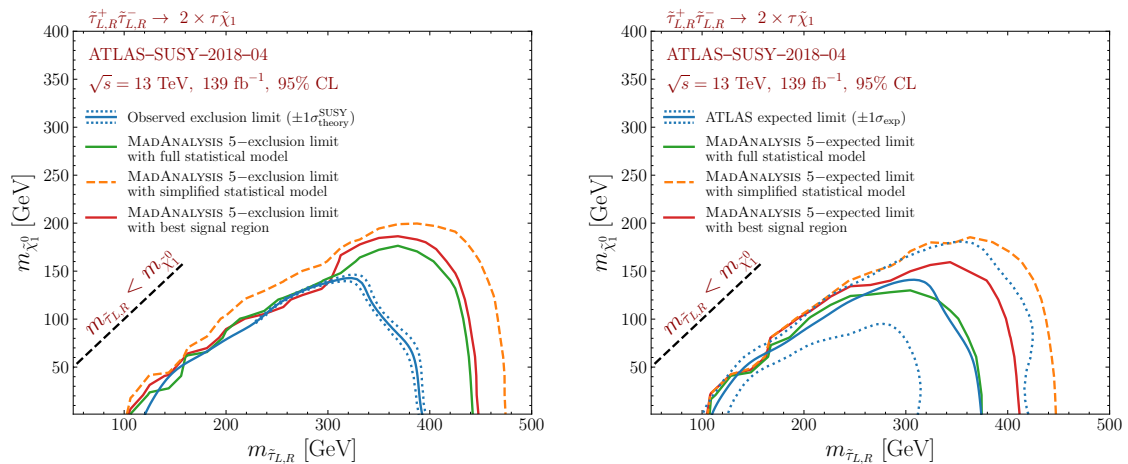 τ̃⁺_{L,R} τ̃⁻_{L,R} → 2 × τχ̃₁
ATLAS–SUSY–2018–04
√s = 13 TeV, 139 fb⁻¹, 95% CL
Observed exclusion limit (±1σ^{SUSY}_{theory})
MadAnalysis 5−exclusion limit
with full statistical model
MadAnalysis 5−exclusion limit
with simplified statistical model
MadAnalysis 5−exclusion limit
with best signal region
m_{τ̃_{L,R}} < m_{χ̃₁⁰}
m_{χ̃₁⁰} [GeV]
400
350
300
250
200
150
100
50
100
200
300
400
500
m_{τ̃_{L,R}} [GeV]
τ̃⁺_{L,R} τ̃⁻_{L,R} → 2 × τχ̃₁
ATLAS–SUSY–2018–04
√s = 13 TeV, 139 fb⁻¹, 95% CL
ATLAS expected limit (±1σ_{exp})
MadAnalysis 5−expected limit
with full statistical model
MadAnalysis 5−expected limit
with simplified statistical model
MadAnalysis 5−expected limit
with best signal region
m_{τ̃_{L,R}} < m_{χ̃₁⁰}
m_{χ̃₁⁰} [GeV]
400
350
300
250
200
150
100
50
100
200
300
400
500
m_{τ̃_{L,R}} [GeV]